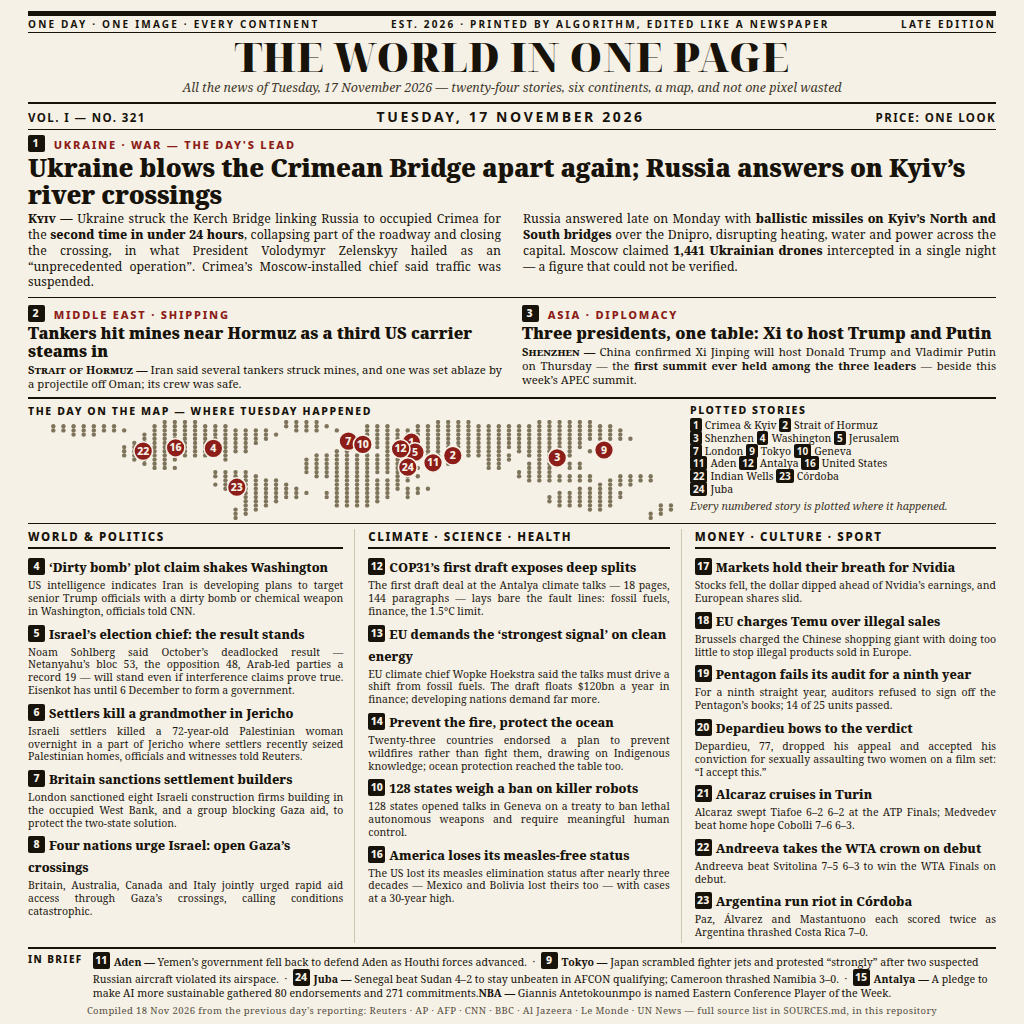 ONE DAY · ONE IMAGE · EVERY CONTINENT
EST. 2026 · PRINTED BY ALGORITHM, EDITED LIKE A NEWSPAPER
LATE EDITION
THE WORLD IN ONE PAGE
All the news of Tuesday, 17 November 2026 — twenty-four stories, six continents, a map, and not one pixel wasted
VOL. I — NO. 321
TUESDAY, 17 NOVEMBER 2026
PRICE: ONE LOOK
1 UKRAINE · WAR — THE DAY'S LEAD
Ukraine blows the Crimean Bridge apart again; Russia answers on Kyiv’s
river crossings
Kyiv — Ukraine struck the Kerch Bridge linking Russia to occupied Crimea for
the second time in under 24 hours, collapsing part of the roadway and closing
the crossing, in what President Volodymyr Zelenskyy hailed as an
“unprecedented operation”. Crimea’s Moscow-installed chief said traffic was
suspended.
Russia answered late on Monday with ballistic missiles on Kyiv’s North and
South bridges over the Dnipro, disrupting heating, water and power across the
capital. Moscow claimed 1,441 Ukrainian drones intercepted in a single night
— a figure that could not be verified.
2 MIDDLE EAST · SHIPPING
Tankers hit mines near Hormuz as a third US carrier
steams in
Strait of Hormuz — Iran said several tankers struck mines, and one was set ablaze by
a projectile off Oman; its crew was safe.
3 ASIA · DIPLOMACY
Three presidents, one table: Xi to host Trump and Putin
Shenzhen — China confirmed Xi Jinping will host Donald Trump and Vladimir Putin
on Thursday — the first summit ever held among the three leaders — beside this
week’s APEC summit.
THE DAY ON THE MAP — WHERE TUESDAY HAPPENED
22 16 4 7 10 12 1 5 24 11 2 3 9 23
PLOTTED STORIES
1 Crimea & Kyiv 2 Strait of Hormuz
3 Shenzhen 4 Washington 5 Jerusalem
7 London 9 Tokyo 10 Geneva
11 Aden 12 Antalya 16 United States
22 Indian Wells 23 Córdoba
24 Juba
Every numbered story is plotted where it happened.
WORLD & POLITICS
4 ‘Dirty bomb’ plot claim shakes Washington
US intelligence indicates Iran is developing plans to target
senior Trump officials with a dirty bomb or chemical weapon
in Washington, officials told CNN.
5 Israel’s election chief: the result stands
Noam Sohlberg said October’s deadlocked result —
Netanyahu’s bloc 53, the opposition 48, Arab-led parties a
record 19 — will stand even if interference claims prove true.
Eisenkot has until 6 December to form a government.
6 Settlers kill a grandmother in Jericho
Israeli settlers killed a 72-year-old Palestinian woman
overnight in a part of Jericho where settlers recently seized
Palestinian homes, officials and witnesses told Reuters.
7 Britain sanctions settlement builders
London sanctioned eight Israeli construction firms building in
the occupied West Bank, and a group blocking Gaza aid, to
protect the two-state solution.
8 Four nations urge Israel: open Gaza’s
crossings
Britain, Australia, Canada and Italy jointly urged rapid aid
access through Gaza’s crossings, calling conditions
catastrophic.
CLIMATE · SCIENCE · HEALTH
12 COP31’s first draft exposes deep splits
The first draft deal at the Antalya climate talks — 18 pages,
144 paragraphs — lays bare the fault lines: fossil fuels,
finance, the 1.5°C limit.
13 EU demands the ‘strongest signal’ on clean
energy
EU climate chief Wopke Hoekstra said the talks must drive a
shift from fossil fuels. The draft floats $120bn a year in
finance; developing nations demand far more.
14 Prevent the fire, protect the ocean
Twenty-three countries endorsed a plan to prevent
wildfires rather than fight them, drawing on Indigenous
knowledge; ocean protection reached the table too.
10 128 states weigh a ban on killer robots
128 states opened talks in Geneva on a treaty to ban lethal
autonomous weapons and require meaningful human
control.
16 America loses its measles-free status
The US lost its measles elimination status after nearly three
decades — Mexico and Bolivia lost theirs too — with cases
at a 30-year high.
MONEY · CULTURE · SPORT
17 Markets hold their breath for Nvidia
Stocks fell, the dollar dipped ahead of Nvidia’s earnings, and
European shares slid.
18 EU charges Temu over illegal sales
Brussels charged the Chinese shopping giant with doing too
little to stop illegal products sold in Europe.
19 Pentagon fails its audit for a ninth year
For a ninth straight year, auditors refused to sign off the
Pentagon’s books; 14 of 25 units passed.
20 Depardieu bows to the verdict
Depardieu, 77, dropped his appeal and accepted his
conviction for sexually assaulting two women on a film set:
“I accept this.”
21 Alcaraz cruises in Turin
Alcaraz swept Tiafoe 6–2 6–2 at the ATP Finals; Medvedev
beat home hope Cobolli 7–6 6–3.
22 Andreeva takes the WTA crown on debut
Andreeva beat Svitolina 7–5 6–3 to win the WTA Finals on
debut.
23 Argentina run riot in Córdoba
Paz, Álvarez and Mastantuono each scored twice as
Argentina thrashed Costa Rica 7–0.
IN BRIEF
11 Aden — Yemen’s government fell back to defend Aden as Houthi forces advanced. · 9 Tokyo — Japan scrambled fighter jets and protested “strongly” after two suspected
Russian aircraft violated its airspace. · 24 Juba — Senegal beat Sudan 4–2 to stay unbeaten in AFCON qualifying; Cameroon thrashed Namibia 3–0. · 15 Antalya — A pledge to
make AI more sustainable gathered 80 endorsements and 271 commitments.NBA — Giannis Antetokounmpo is named Eastern Conference Player of the Week.
Compiled 18 Nov 2026 from the previous day’s reporting: Reuters · AP · AFP · CNN · BBC · Al Jazeera · Le Monde · UN News — full source list in SOURCES.md, in this repository